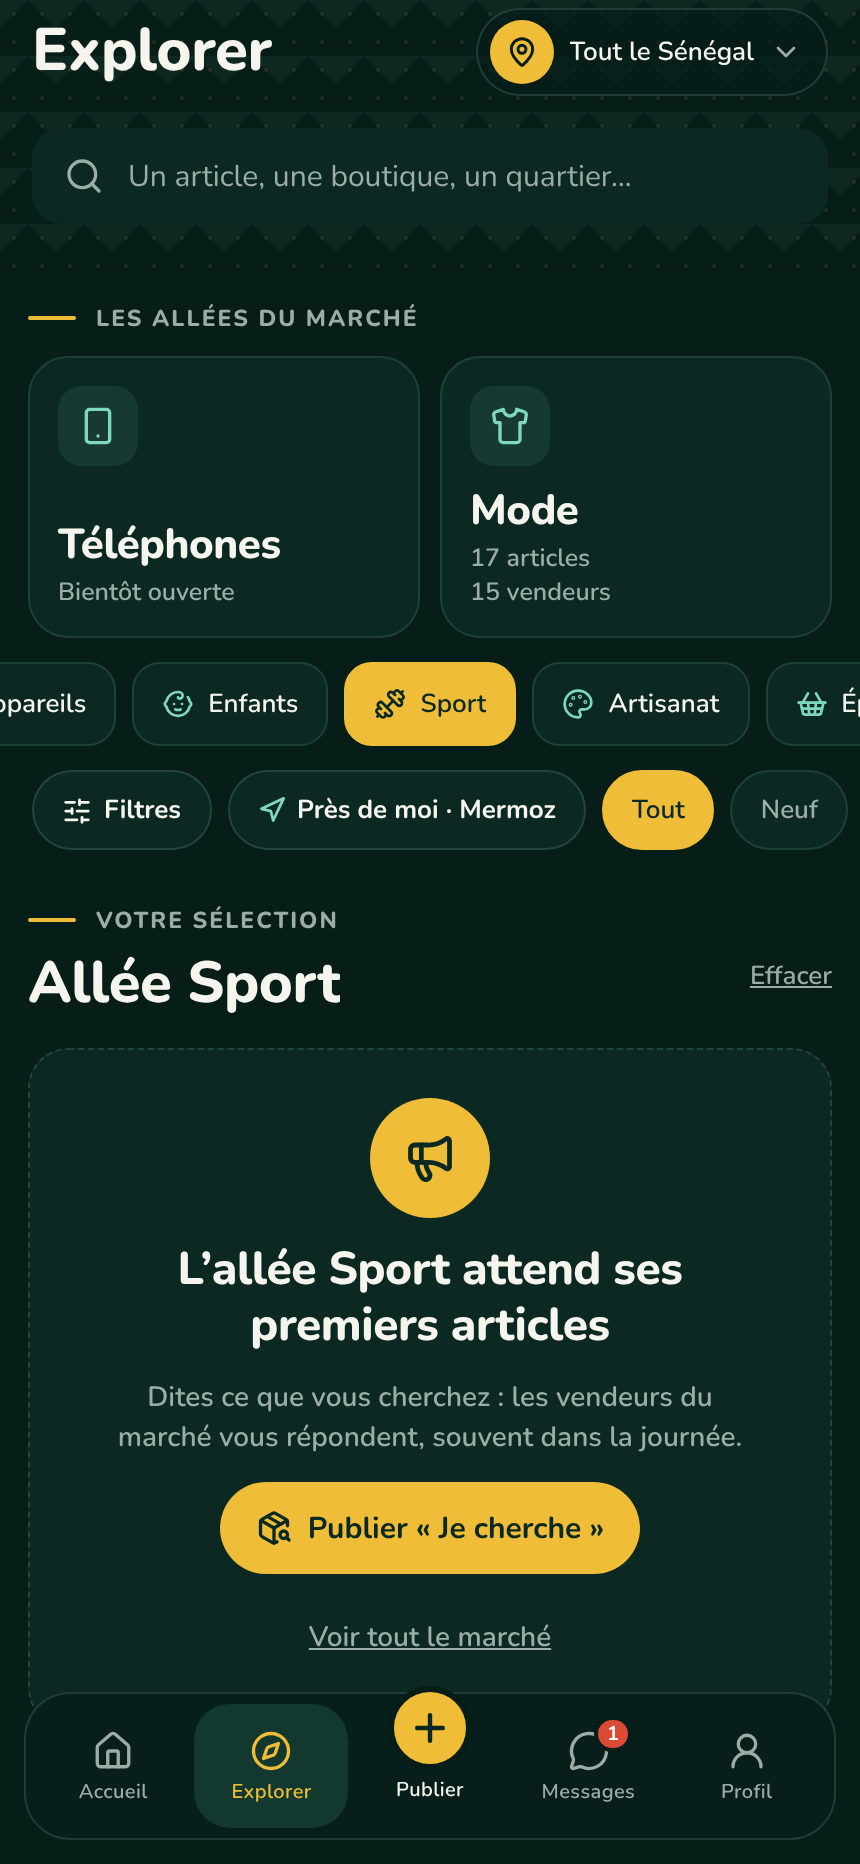 Explorer
Tout le Sénégal
Un article, une boutique, un quartier...
LES ALLÉES DU MARCHÉ
Téléphones
Bientôt ouverte
Mode
17 articles
15 vendeurs
ppareils
Enfants
Sport
Artisanat
Ép
Filtres
Près de moi · Mermoz
Tout
Neuf
VOTRE SÉLECTION
Allée Sport
Effacer
L’allée Sport attend ses
premiers articles
Dites ce que vous cherchez : les vendeurs du
marché vous répondent, souvent dans la journée.
Publier « Je cherche »
Voir tout le marché
Accueil
Explorer
Publier
1
Messages
Profil